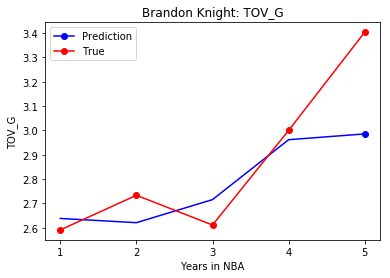 Brandon Knight: TOV_G
Prediction
True
TOV_G
3.4
3.3
3.2
3.1
3.0
2.9
2.8
2.7
2.6
1
2
3
4
5
Years in NBA